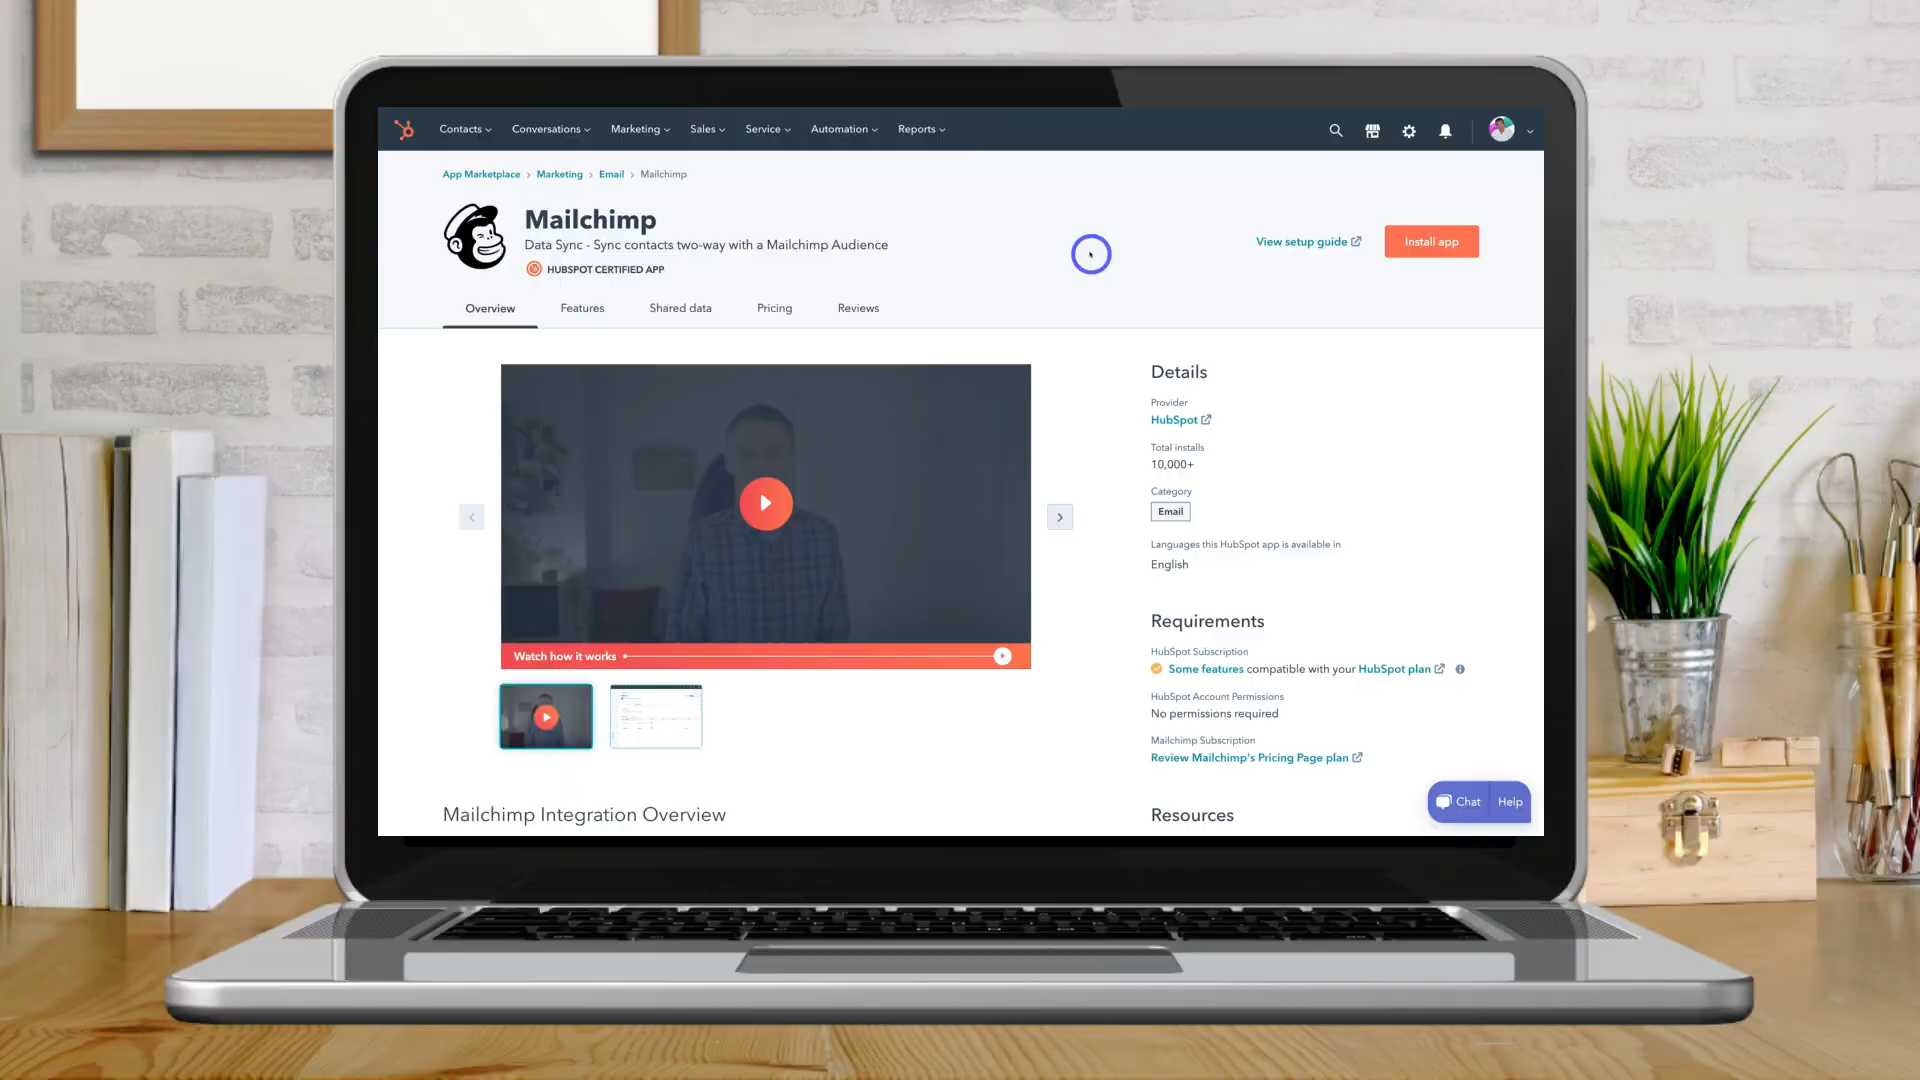 Contacts Conversations Marketing Sales Service Automation Reports
App Marketplace > Marketing > Email > Mailchimp
Mailchimp
Data Sync - Sync contacts two-way with a Mailchimp Audience
HUBSPOT CERTIFIED APP
View setup guide
Install app
Overview Features Shared data Pricing Reviews
Watch how it works
Mailchimp Integration Overview
Details
Provider
HubSpot
Total installs
10,000+
Category
Email
Languages this HubSpot app is available in
English
Requirements
HubSpot Subscription
Some features compatible with your HubSpot plan
HubSpot Account Permissions
No permissions required
Mailchimp Subscription
Review Mailchimp's Pricing Page plan
Resources
Chat Help